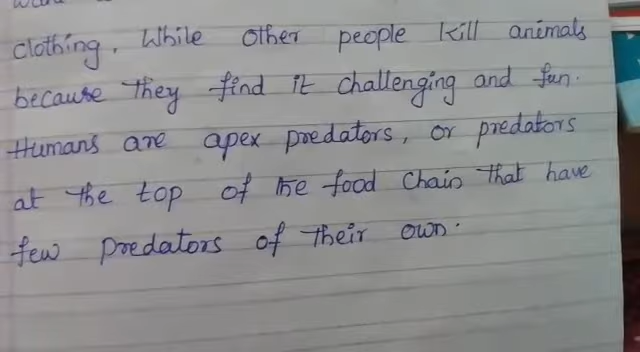 clothing. While other people kill animals
because they find it challenging and fun.
Humans are apex predators, or predators
at the top of the food chain that have
few predators of their own.